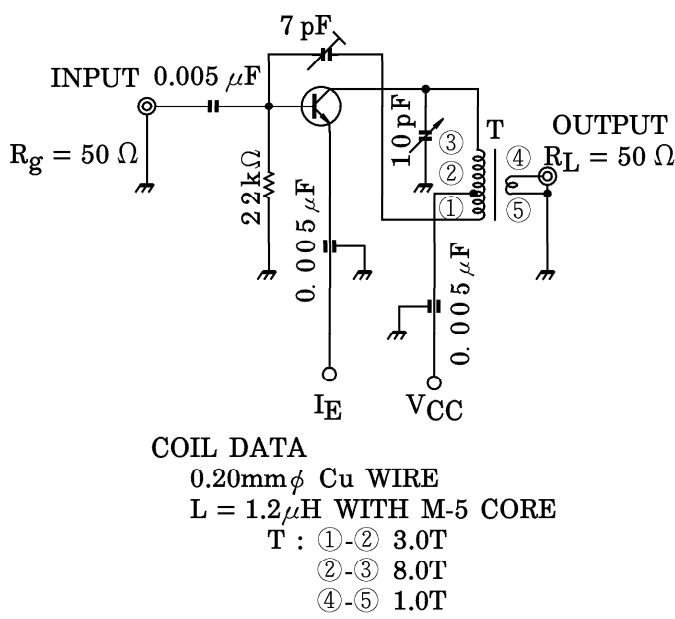 7 pF
INPUT 0.005 μF
Rg = 50 Ω
22kΩ
0.005 μF
10 pF
③
②
①
T
④
⑤
OUTPUT
RL = 50 Ω
0.005 μF
IE
VCC
COIL DATA
0.20mmϕ Cu WIRE
L = 1.2μH WITH M-5 CORE
T : ①-② 3.0T
②-③ 8.0T
④-⑤ 1.0T